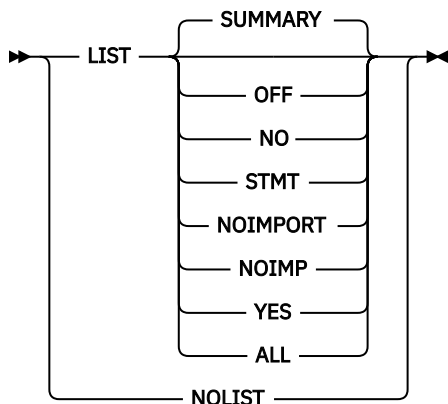 SUMMARY
LIST
OFF
NO
STMT
NOIMPORT
NOIMP
YES
ALL
NOLIST